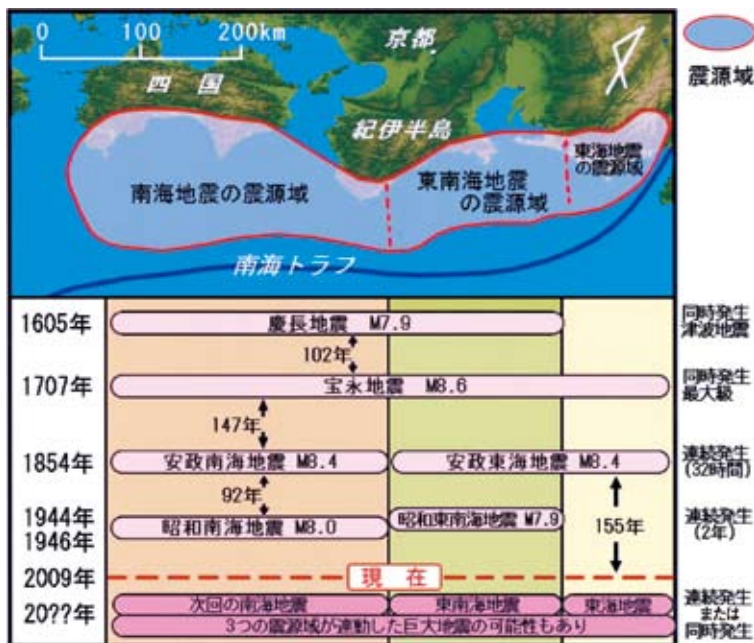 0 100 200km
京都
四国
紀伊半島
震源域
南海地震の震源域
東南海地震
の震源域
東海地震
の震源域
南海トラフ
1605年
慶長地震 M7.9
同時発生
津波地震
102年
1707年
宝永地震 M8.6
同時発生
最大級
147年
1854年
安政南海地震 M8.4
安政東海地震 M8.4
連続発生
(32時間)
92年
1944年
1946年
昭和南海地震 M8.0
昭和東南海地震 M7.9
155年
連続発生
(2年)
2009年
現在
20??年
次回の南海地震
東南海地震
東海地震
3つの震源域が連動した巨大地震の可能性もあり
連続発生
または
同時発生